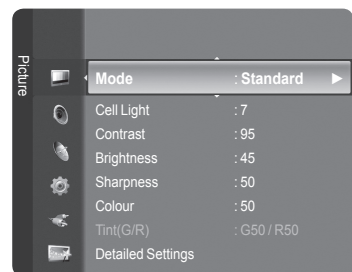 Picture
Mode : Standard
Cell Light : 7
Contrast : 95
Brightness : 45
Sharpness : 50
Colour : 50
Tint(G/R) : G50 / R50
Detailed Settings